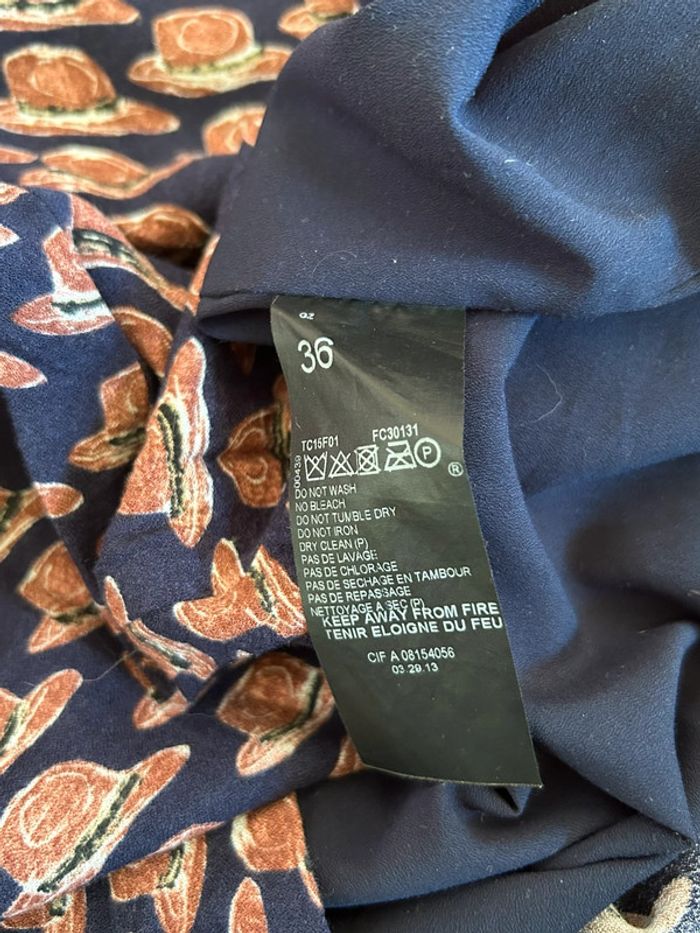 36
TC15F01 FC30131
00439
P
®
DO NOT WASH
NO BLEACH
DO NOT TUMBLE DRY
DO NOT IRON
DRY CLEAN (P)
PAS DE LAVAGE
PAS DE CHLORAGE
PAS DE SECHAGE EN TAMBOUR
PAS DE REPASSAGE
NETTOYAGE A SEC (P)
KEEP AWAY FROM FIRE
TENIR ELOIGNE DU FEU
CIF A 08154056
03.29.13